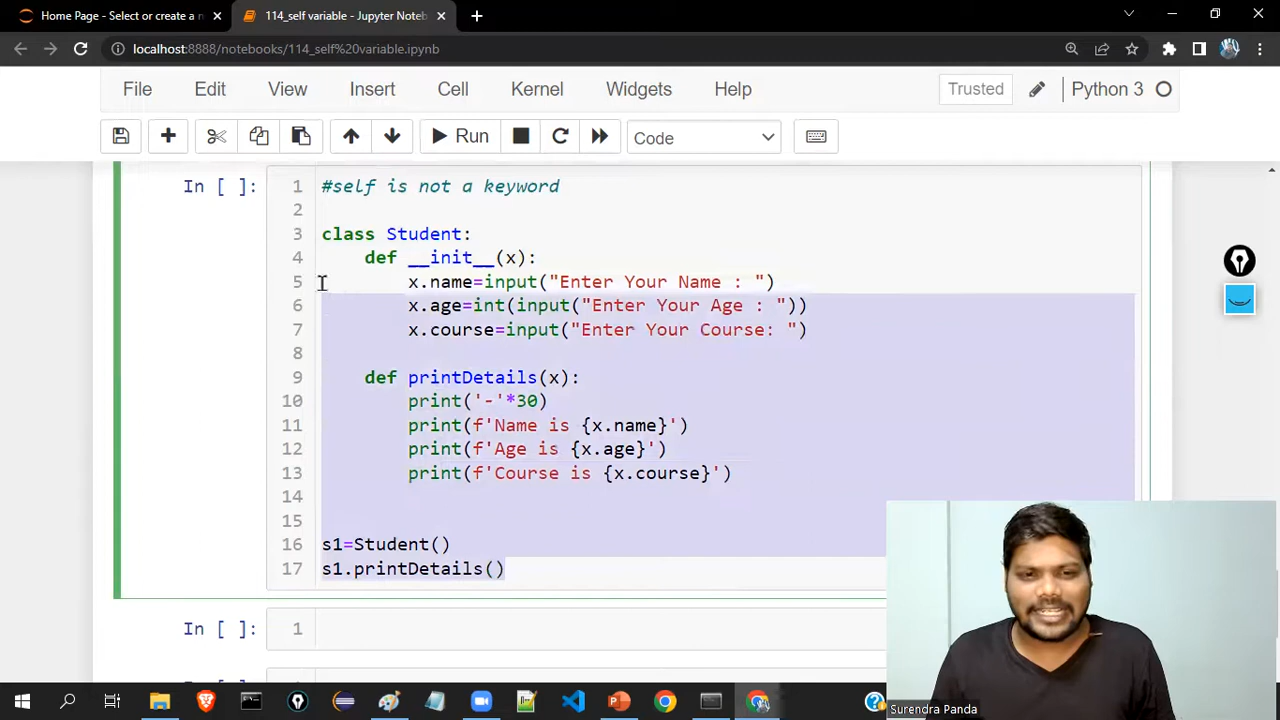 Home Page - Select or create a n
114_self variable - Jupyter Noteb
localhost:8888/notebooks/114_self%20variable.ipynb
File Edit View Insert Cell Kernel Widgets Help Trusted Python 3
Run Code
In [ ]:
1 #self is not a keyword
2
3 class Student:
4 def __init__(x):
5 x.name=input("Enter Your Name : ")
6 x.age=int(input("Enter Your Age : "))
7 x.course=input("Enter Your Course: ")
8
9 def printDetails(x):
10 print('-'*30)
11 print(f'Name is {x.name}')
12 print(f'Age is {x.age}')
13 print(f'Course is {x.course}')
14
15
16 s1=Student()
17 s1.printDetails()
In [ ]: 1
Surendra Panda